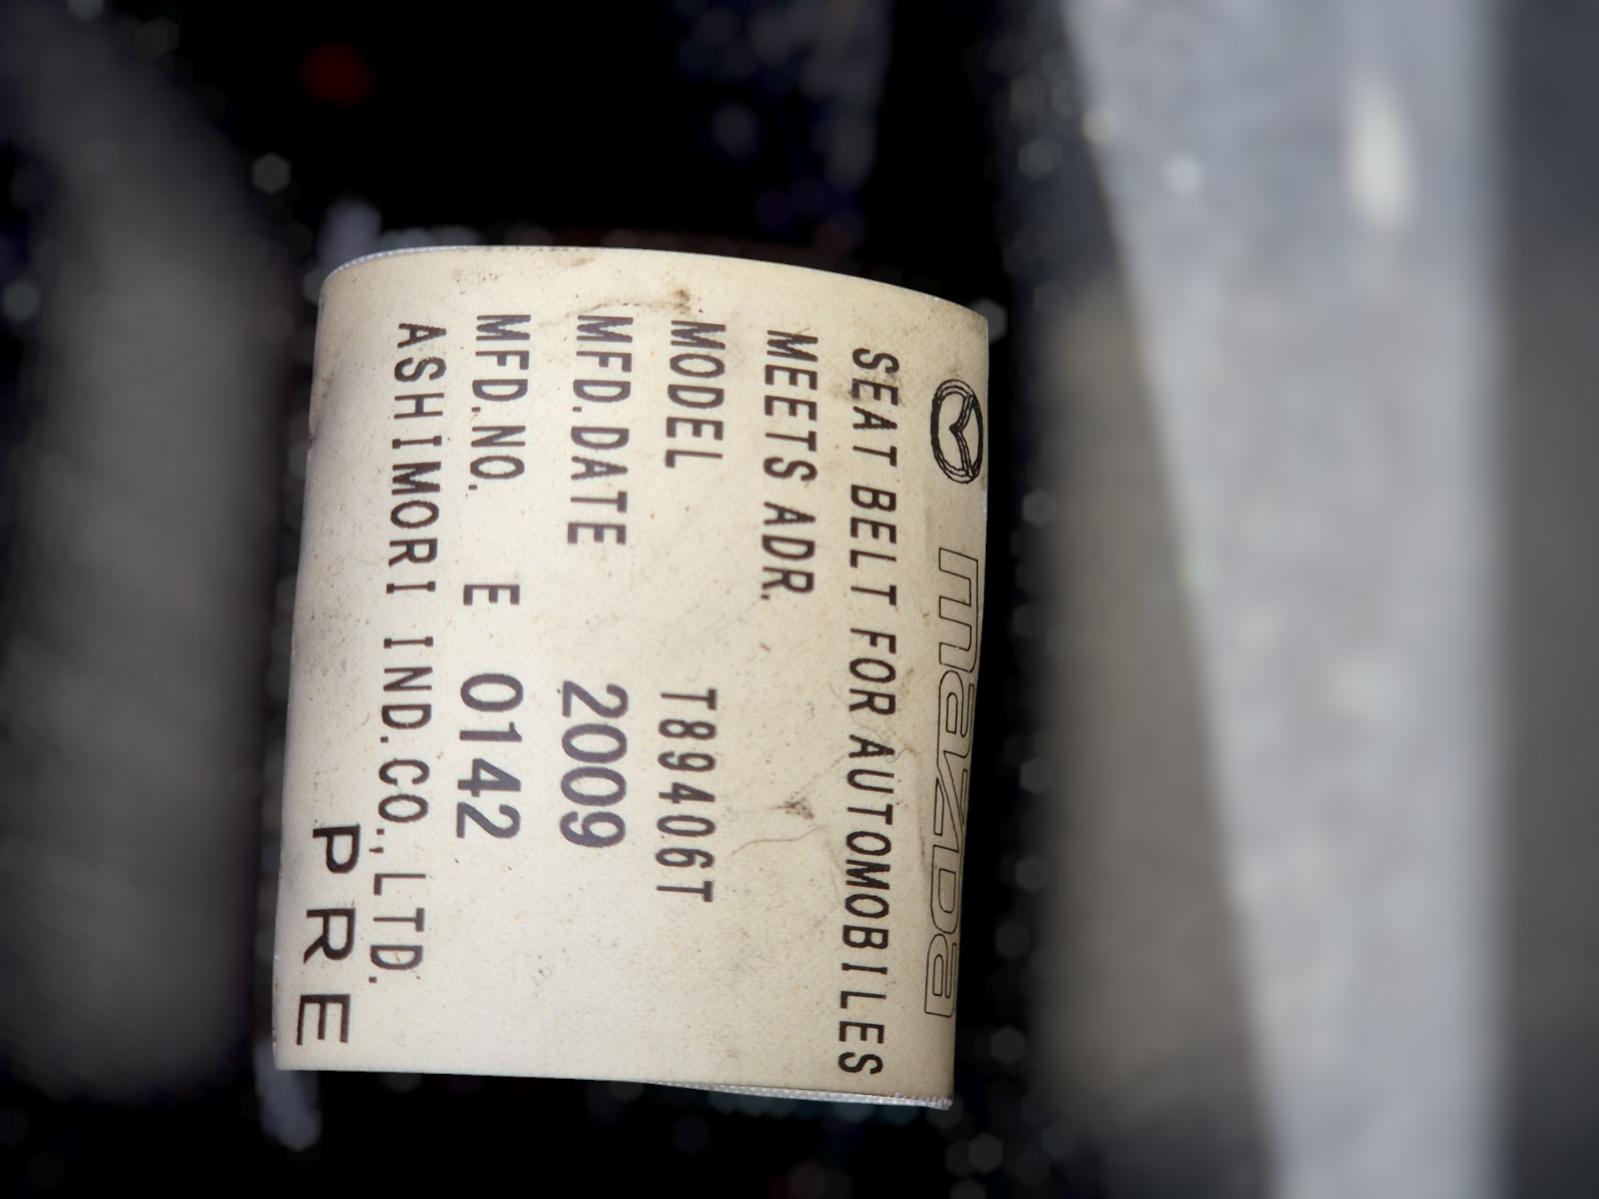 mazda
SEAT BELT FOR AUTOMOBILES
MEETS ADR.
MODEL T89406T
MFD.DATE 2009
MFD.NO. E 0142
ASHIMORI IND.CO.,LTD.
PRE